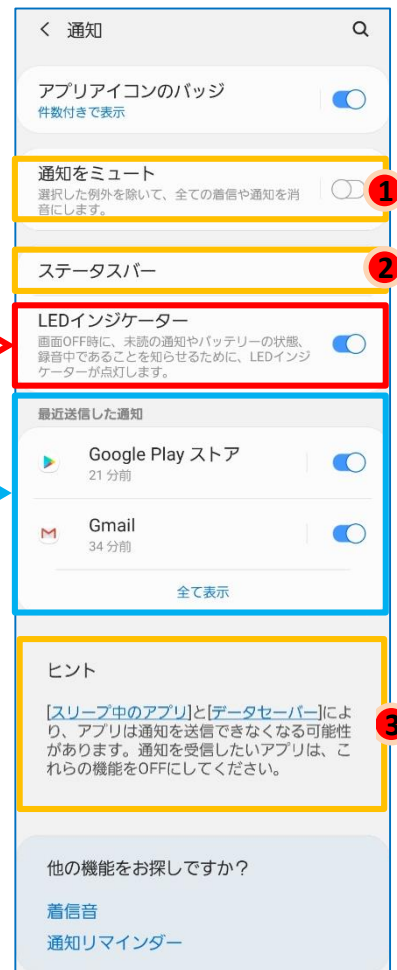 通知
アプリアイコンのバッジ
件数付きで表示
通知をミュート
選択した例外を除いて、全ての着信や通知を消
音にします。
1
ステータスバー
2
LEDインジケーター
画面OFF時に、未読の通知やバッテリーの状態、
録音中であることを知らせるために、LEDインジ
ケーターが点灯します。
最近送信した通知
Google Play ストア
21 分前
Gmail
34 分前
全て表示
ヒント
[スリープ中のアプリ]と[データセーバー]によ
り、アプリは通知を送信できなくなる可能性
があります。通知を受信したいアプリは、こ
れらの機能をOFFにしてください。
3
他の機能をお探しですか？
着信音
通知リマインダー